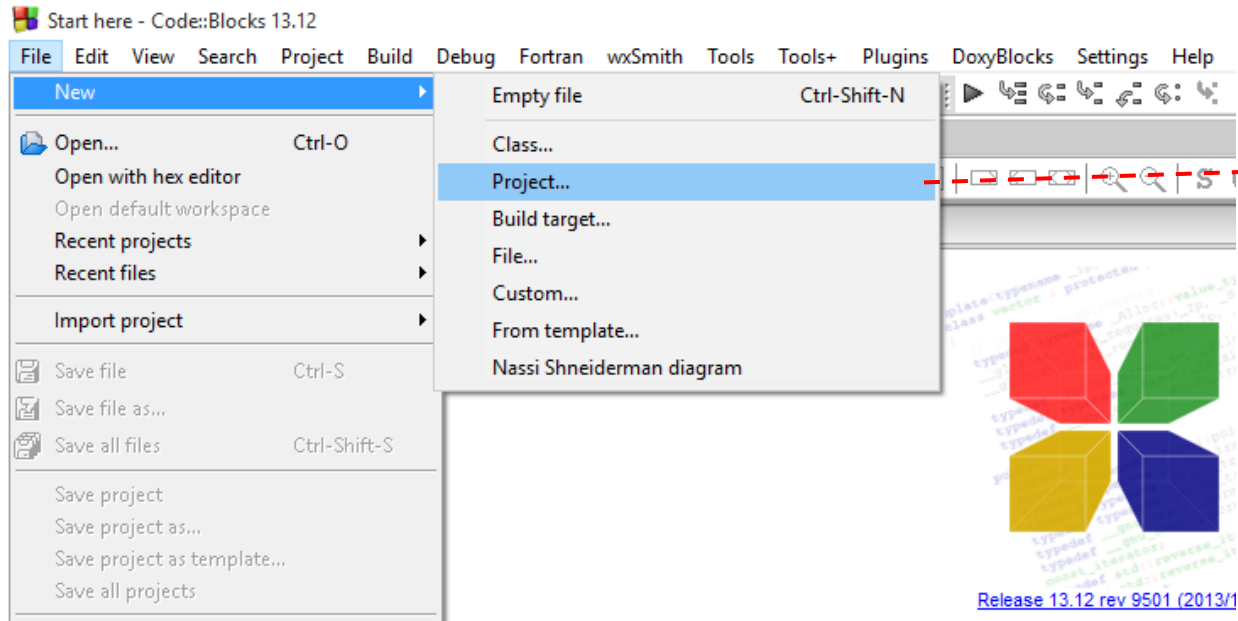 Start here - Code::Blocks 13.12
File Edit View Search Project Build Debug Fortran wxSmith Tools Tools+ Plugins DoxyBlocks Settings Help
New
Open... Ctrl-O
Open with hex editor
Open default workspace
Recent projects
Recent files
Import project
Save file Ctrl-S
Save file as...
Save all files Ctrl-Shift-S
Save project
Save project as...
Save project as template...
Save all projects
Empty file Ctrl-Shift-N
Class...
Project...
Build target...
File...
Custom...
From template...
Nassi Shneiderman diagram
S
Release 13.12 rev 9501 (2013/1